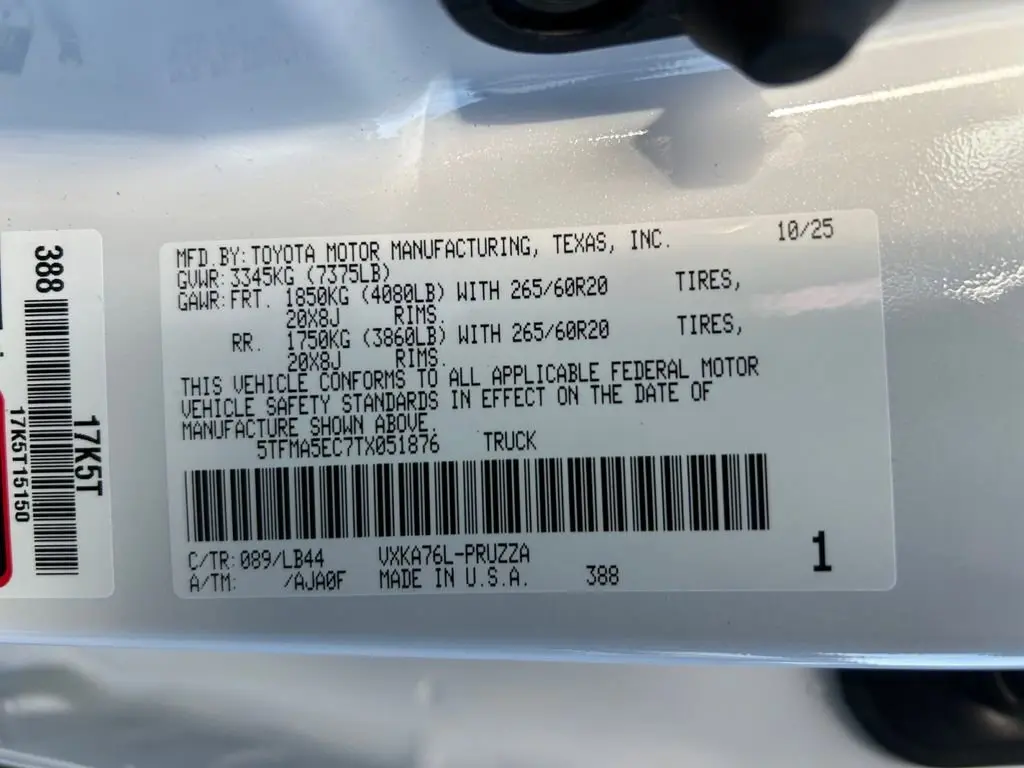 388
17K5T
17K5T15150
MFD.BY:TOYOTA MOTOR MANUFACTURING, TEXAS, INC. 10/25
GVWR:3345KG (7375LB)
GAWR:FRT. 1850KG (4080LB) WITH 265/60R20 TIRES,
20X8J RIMS.
RR. 1750KG (3860LB) WITH 265/60R20 TIRES,
20X8J RIMS.
THIS VEHICLE CONFORMS TO ALL APPLICABLE FEDERAL MOTOR
VEHICLE SAFETY STANDARDS IN EFFECT ON THE DATE OF
MANUFACTURE SHOWN ABOVE.
5TFMA5EC7TX051876 TRUCK
C/TR:089/LB44 VXKA76L-PRUZZA
A/TM: /AJA0F MADE IN U.S.A. 388
1